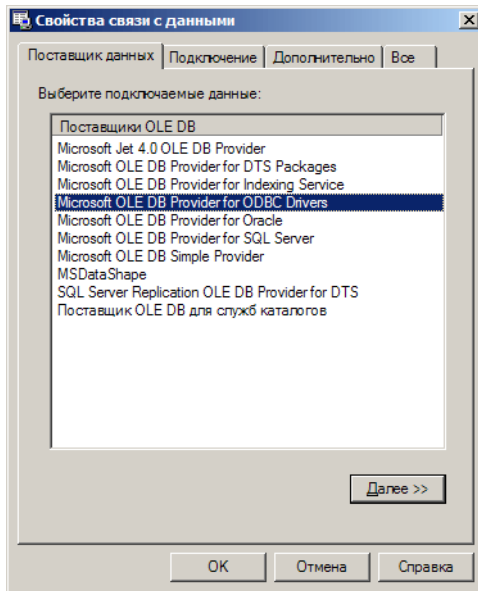 Свойства связи с данными
Поставщик данных Подключение Дополнительно Все
Выберите подключаемые данные:
Поставщики OLE DB
Microsoft Jet 4.0 OLE DB Provider
Microsoft OLE DB Provider for DTS Packages
Microsoft OLE DB Provider for Indexing Service
Microsoft OLE DB Provider for ODBC Drivers
Microsoft OLE DB Provider for Oracle
Microsoft OLE DB Provider for SQL Server
Microsoft OLE DB Simple Provider
MSDataShape
SQL Server Replication OLE DB Provider for DTS
Поставщик OLE DB для служб каталогов
Далее >>
OK Отмена Справка